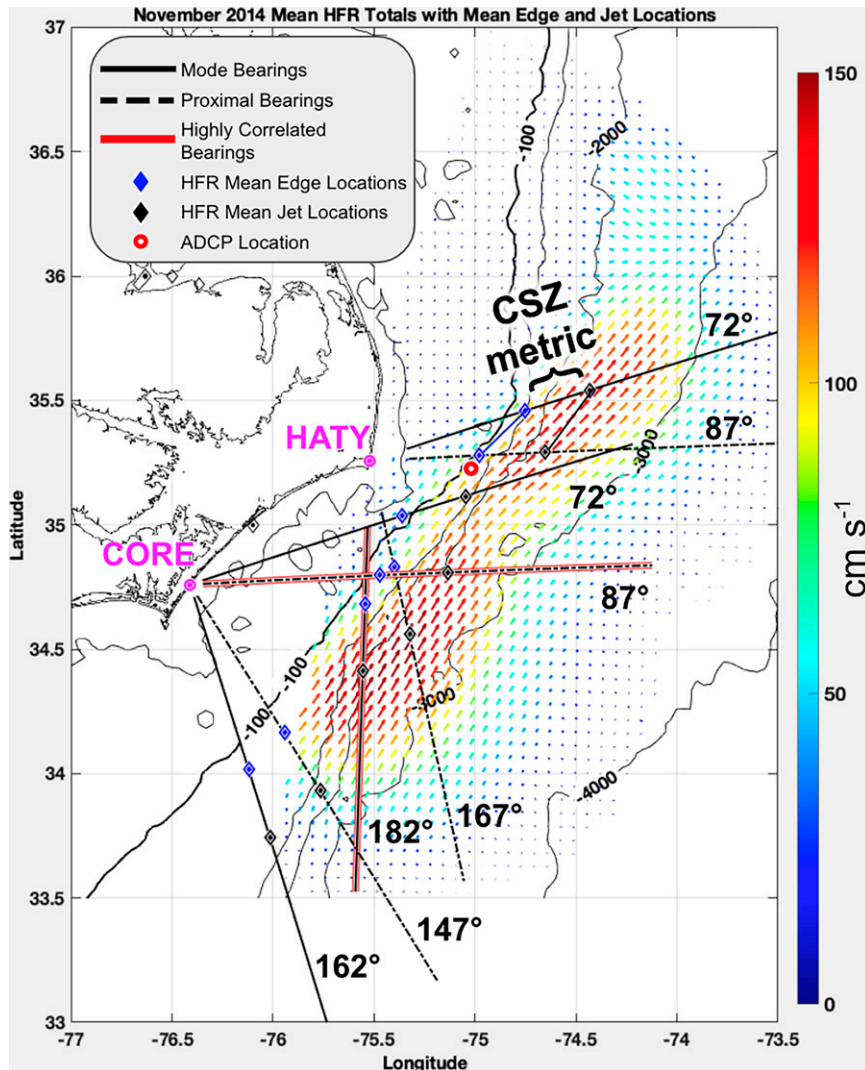 November 2014 Mean HFR Totals with Mean Edge and Jet Locations
Mode Bearings
Proximal Bearings
Highly Correlated
Bearings
HFR Mean Edge Locations
HFR Mean Jet Locations
ADCP Location
37
36.5
36
35.5
35
34.5
34
33.5
33
Latitude
-77
-76.5
-76
-75.5
-75
-74.5
-74
-73.5
Longitude
-100
-2000
CSZ
metric
72°
HATY
87°
-3000
72°
CORE
87°
-100
-3000
-100
-4000
182°
167°
147°
162°
150
100
50
0
cm s-1